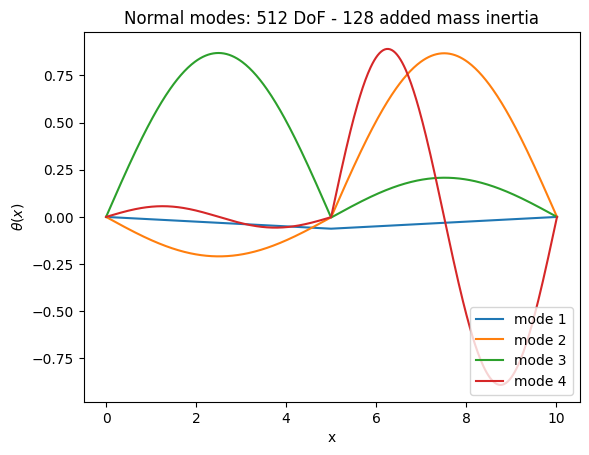 Normal modes: 512 DoF - 128 added mass inertia
0.75
0.50
0.25
0.00
−0.25
−0.50
−0.75
θ(x)
mode 1
mode 2
mode 3
mode 4
0 2 4 6 8 10
x